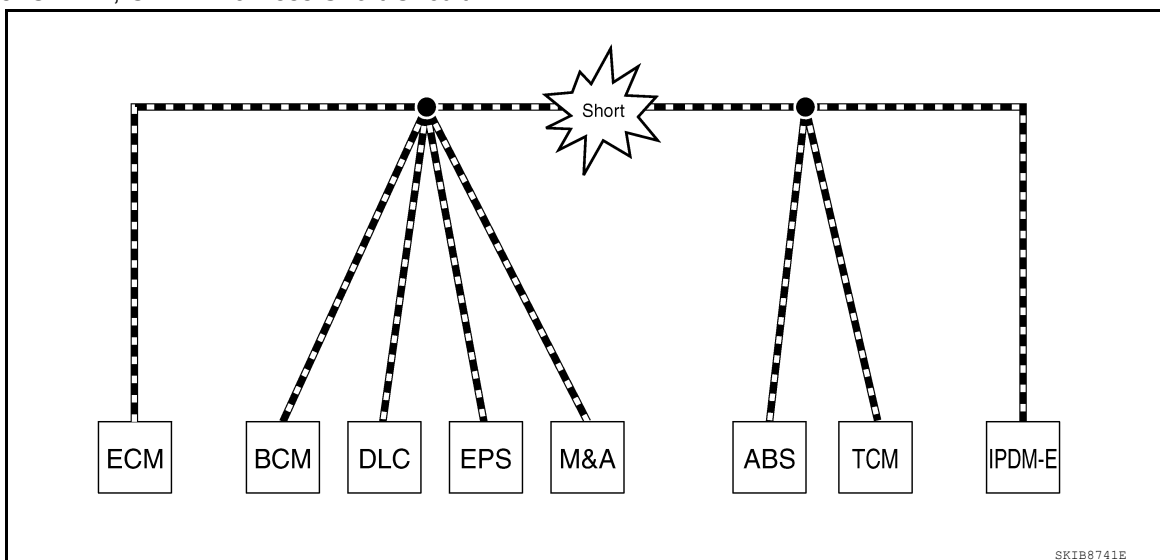 Short
ECM
BCM
DLC
EPS
M&A
ABS
TCM
IPDM-E
SKIB8741E